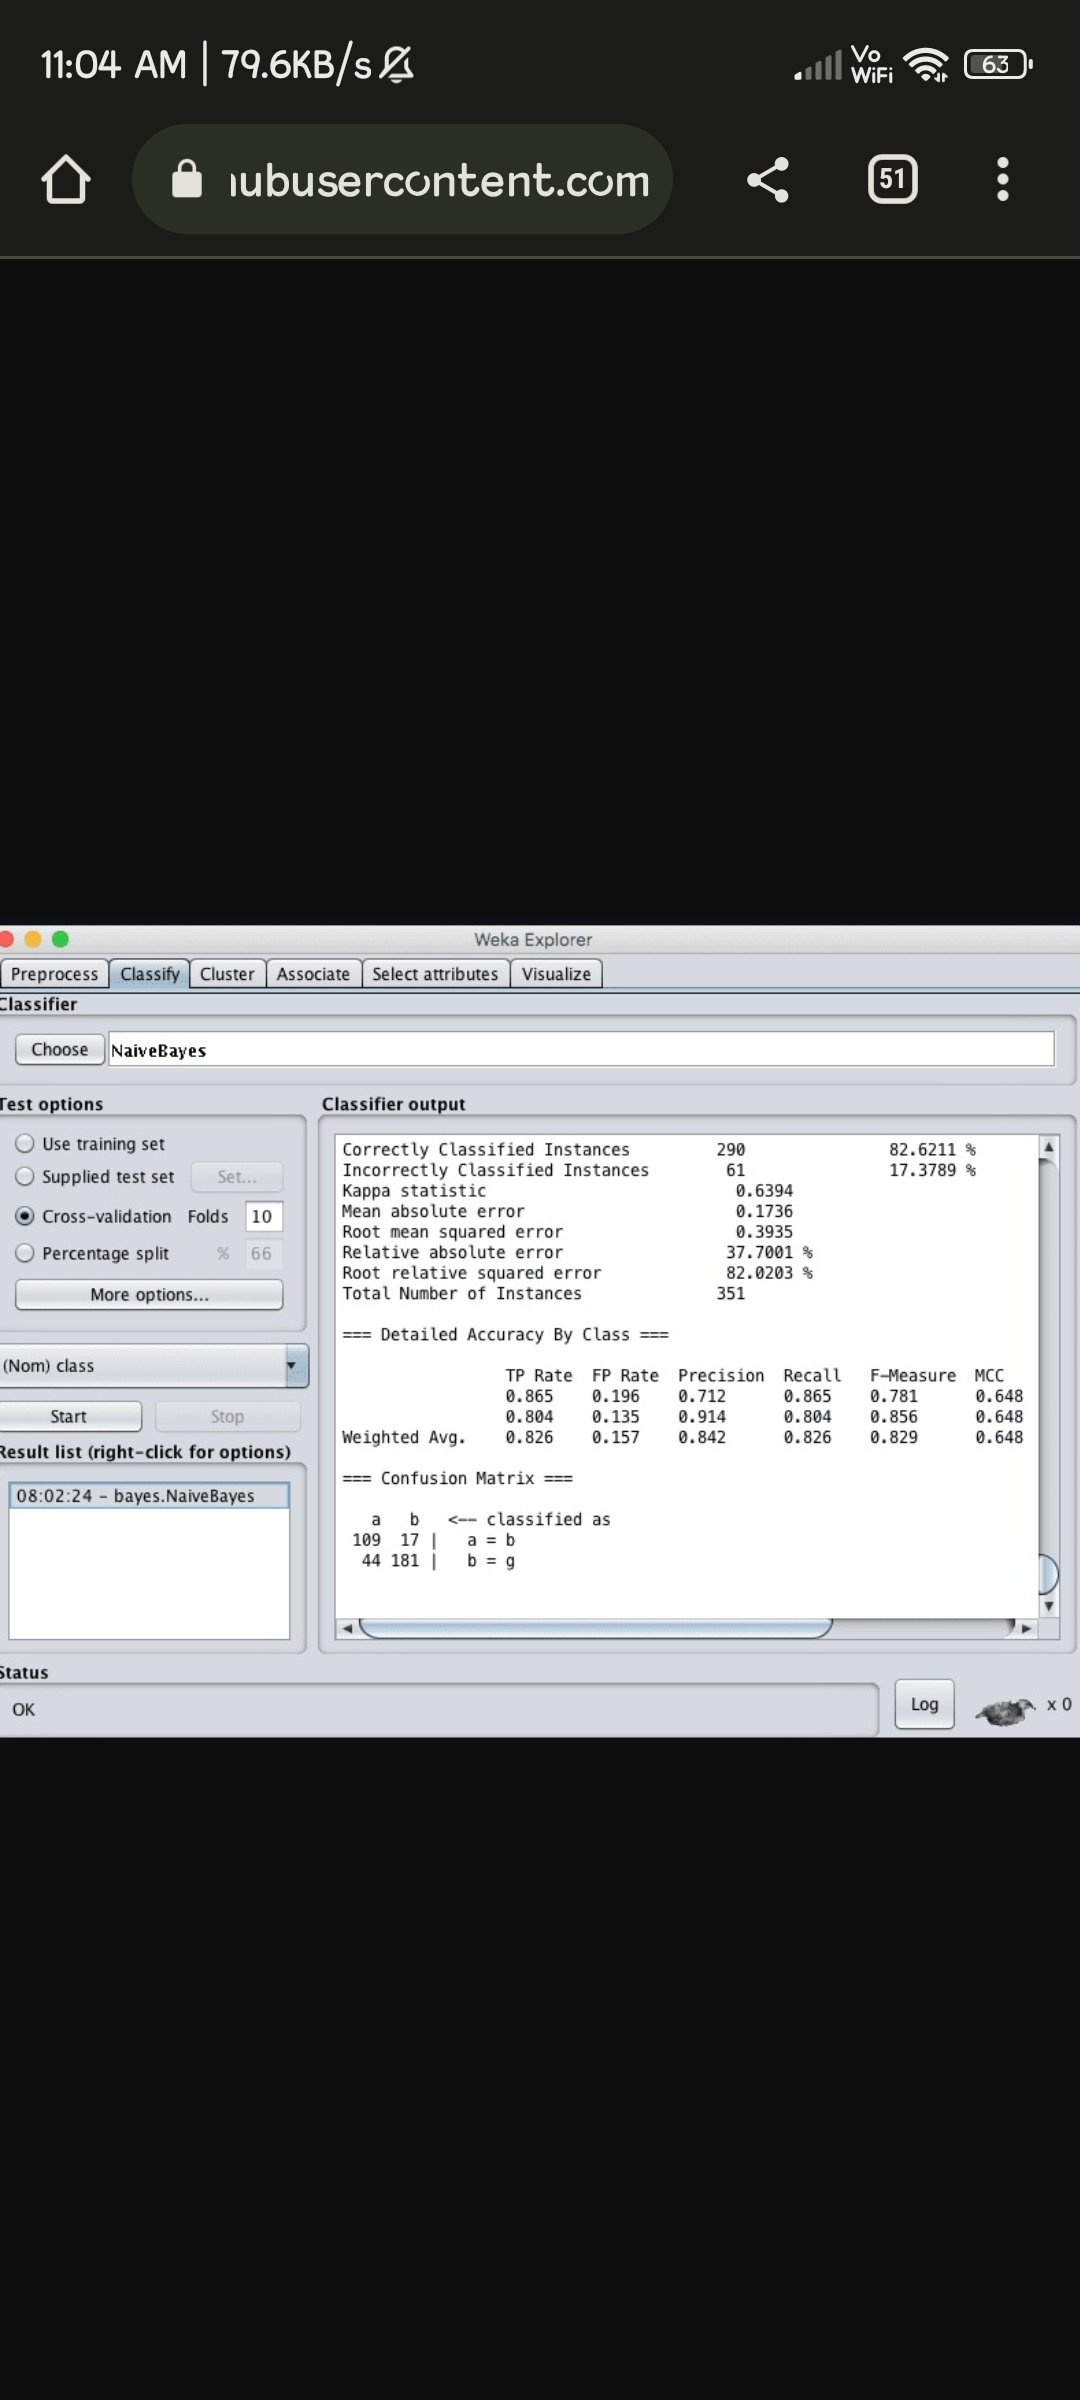 11:04 AM | 79.6KB/s
Vo WiFi 63
ubusercontent.com 51
Weka Explorer
Preprocess Classify Cluster Associate Select attributes Visualize
Classifier
Choose NaiveBayes
Test options
Use training set
Supplied test set Set...
Cross-validation Folds 10
Percentage split % 66
More options...
(Nom) class
Start Stop
Result list (right-click for options)
08:02:24 - bayes.NaiveBayes
Classifier output
Correctly Classified Instances 290 82.6211 %
Incorrectly Classified Instances 61 17.3789 %
Kappa statistic 0.6394
Mean absolute error 0.1736
Root mean squared error 0.3935
Relative absolute error 37.7001 %
Root relative squared error 82.0203 %
Total Number of Instances 351
=== Detailed Accuracy By Class ===
TP Rate FP Rate Precision Recall F-Measure MCC
0.865 0.196 0.712 0.865 0.781 0.648
0.804 0.135 0.914 0.804 0.856 0.648
Weighted Avg. 0.826 0.157 0.842 0.826 0.829 0.648
=== Confusion Matrix ===
a b <-- classified as
109 17 | a = b
44 181 | b = g
Status
OK
Log x 0